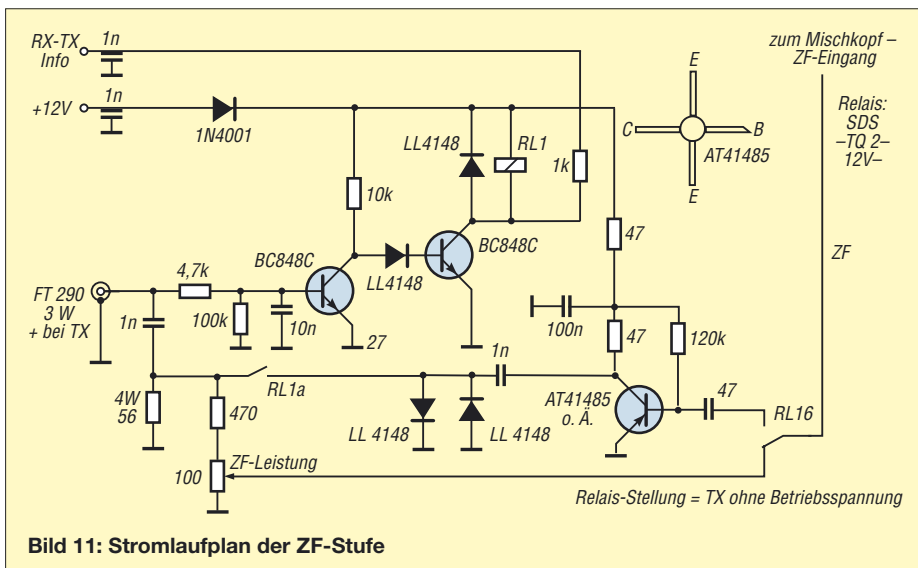 RX-TX
Info
1n
zum Mischkopf –
ZF-Eingang
+12V
1n
1N4001
LL4148
RL1
1k
E
C
B
AT41485
E
Relais:
SDS
–TQ 2–
12V–
10k
BC848C
47
FT 290
3 W
+ bei TX
4,7k
BC848C
LL4148
ZF
1n
100k
10n
27
100n
47
120k
1n
RL1a
AT41485
o. Ä.
47
RL16
4W
56
470
LL 4148
LL 4148
100
ZF-Leistung
Relais-Stellung = TX ohne Betriebsspannung
Bild 11: Stromlaufplan der ZF-Stufe